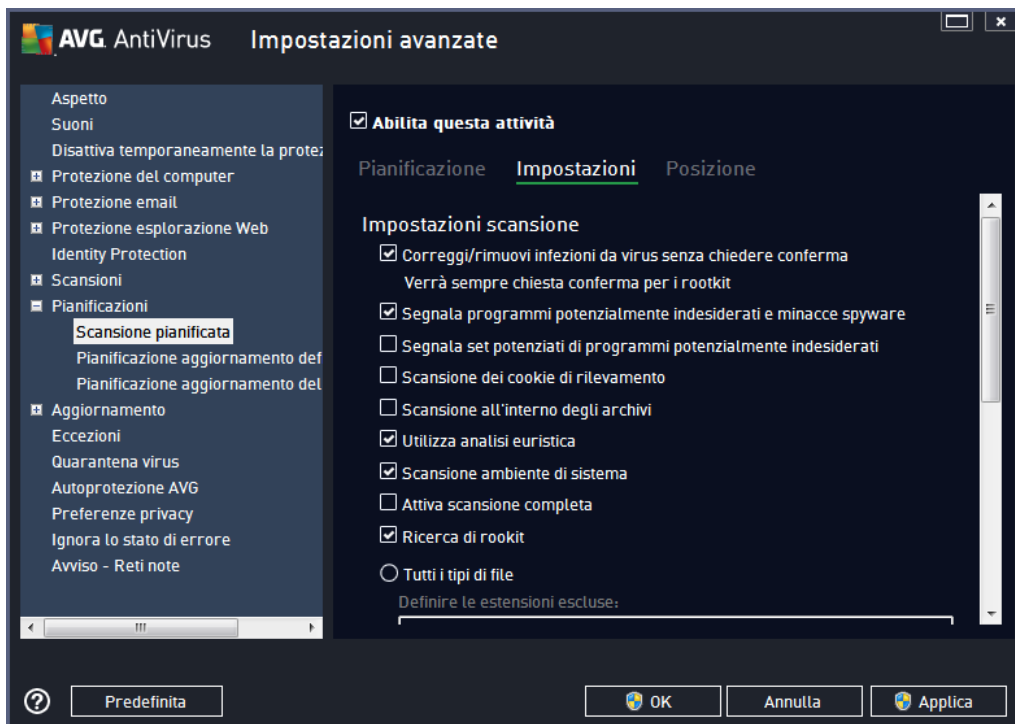 AVG AntiVirus Impostazioni avanzate
Aspetto
Suoni
Disattiva temporaneamente la protez
Protezione del computer
Protezione email
Protezione esplorazione Web
Identity Protection
Scansioni
Pianificazioni
Scansione pianificata
Pianificazione aggiornamento def
Pianificazione aggiornamento del
Aggiornamento
Eccezioni
Quarantena virus
Autoprotezione AVG
Preferenze privacy
Ignora lo stato di errore
Avviso - Reti note
Abilita questa attività
Pianificazione Impostazioni Posizione
Impostazioni scansione
Correggi/rimuovi infezioni da virus senza chiedere conferma
Verrà sempre chiesta conferma per i rootkit
Segnala programmi potenzialmente indesiderati e minacce spyware
Segnala set potenziati di programmi potenzialmente indesiderati
Scansione dei cookie di rilevamento
Scansione all'interno degli archivi
Utilizza analisi euristica
Scansione ambiente di sistema
Attiva scansione completa
Ricerca di rookit
Tutti i tipi di file
Definire le estensioni escluse:
? Predefinita OK Annulla Applica